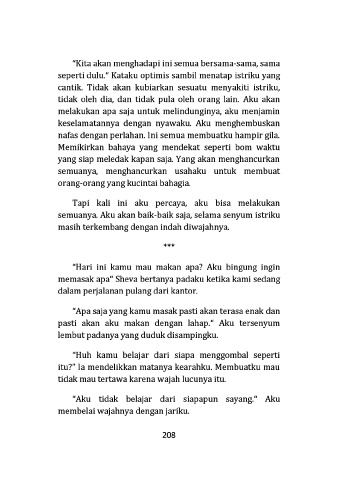 “Kita akan menghadapi ini semua bersama-sama, sama
seperti dulu.” Kataku optimis sambil menatap istriku yang
cantik. Tidak akan kubiarkan sesuatu menyakiti istriku,
tidak oleh dia, dan tidak pula oleh orang lain. Aku akan
melakukan apa saja untuk melindunginya, aku menjamin
keselamatannya dengan nyawaku. Aku menghembuskan
nafas dengan perlahan. Ini semua membuatku hampir gila.
Memikirkan bahaya yang mendekat seperti bom waktu
yang siap meledak kapan saja. Yang akan menghancurkan
semuanya, menghancurkan usahaku untuk membuat
orang-orang yang kucintai bahagia.
Tapi kali ini aku percaya, aku bisa melakukan
semuanya. Aku akan baik-baik saja, selama senyum istriku
masih terkembang dengan indah diwajahnya.
***
“Hari ini kamu mau makan apa? Aku bingung ingin
memasak apa” Sheva bertanya padaku ketika kami sedang
dalam perjalanan pulang dari kantor.
“Apa saja yang kamu masak pasti akan terasa enak dan
pasti akan aku makan dengan lahap.” Aku tersenyum
lembut padanya yang duduk disampingku.
“Huh kamu belajar dari siapa menggombal seperti
itu?” Ia mendelikkan matanya kearahku. Membuatku mau
tidak mau tertawa karena wajah lucunya itu.
“Aku tidak belajar dari siapapun sayang.” Aku
membelai wajahnya dengan jariku.
208